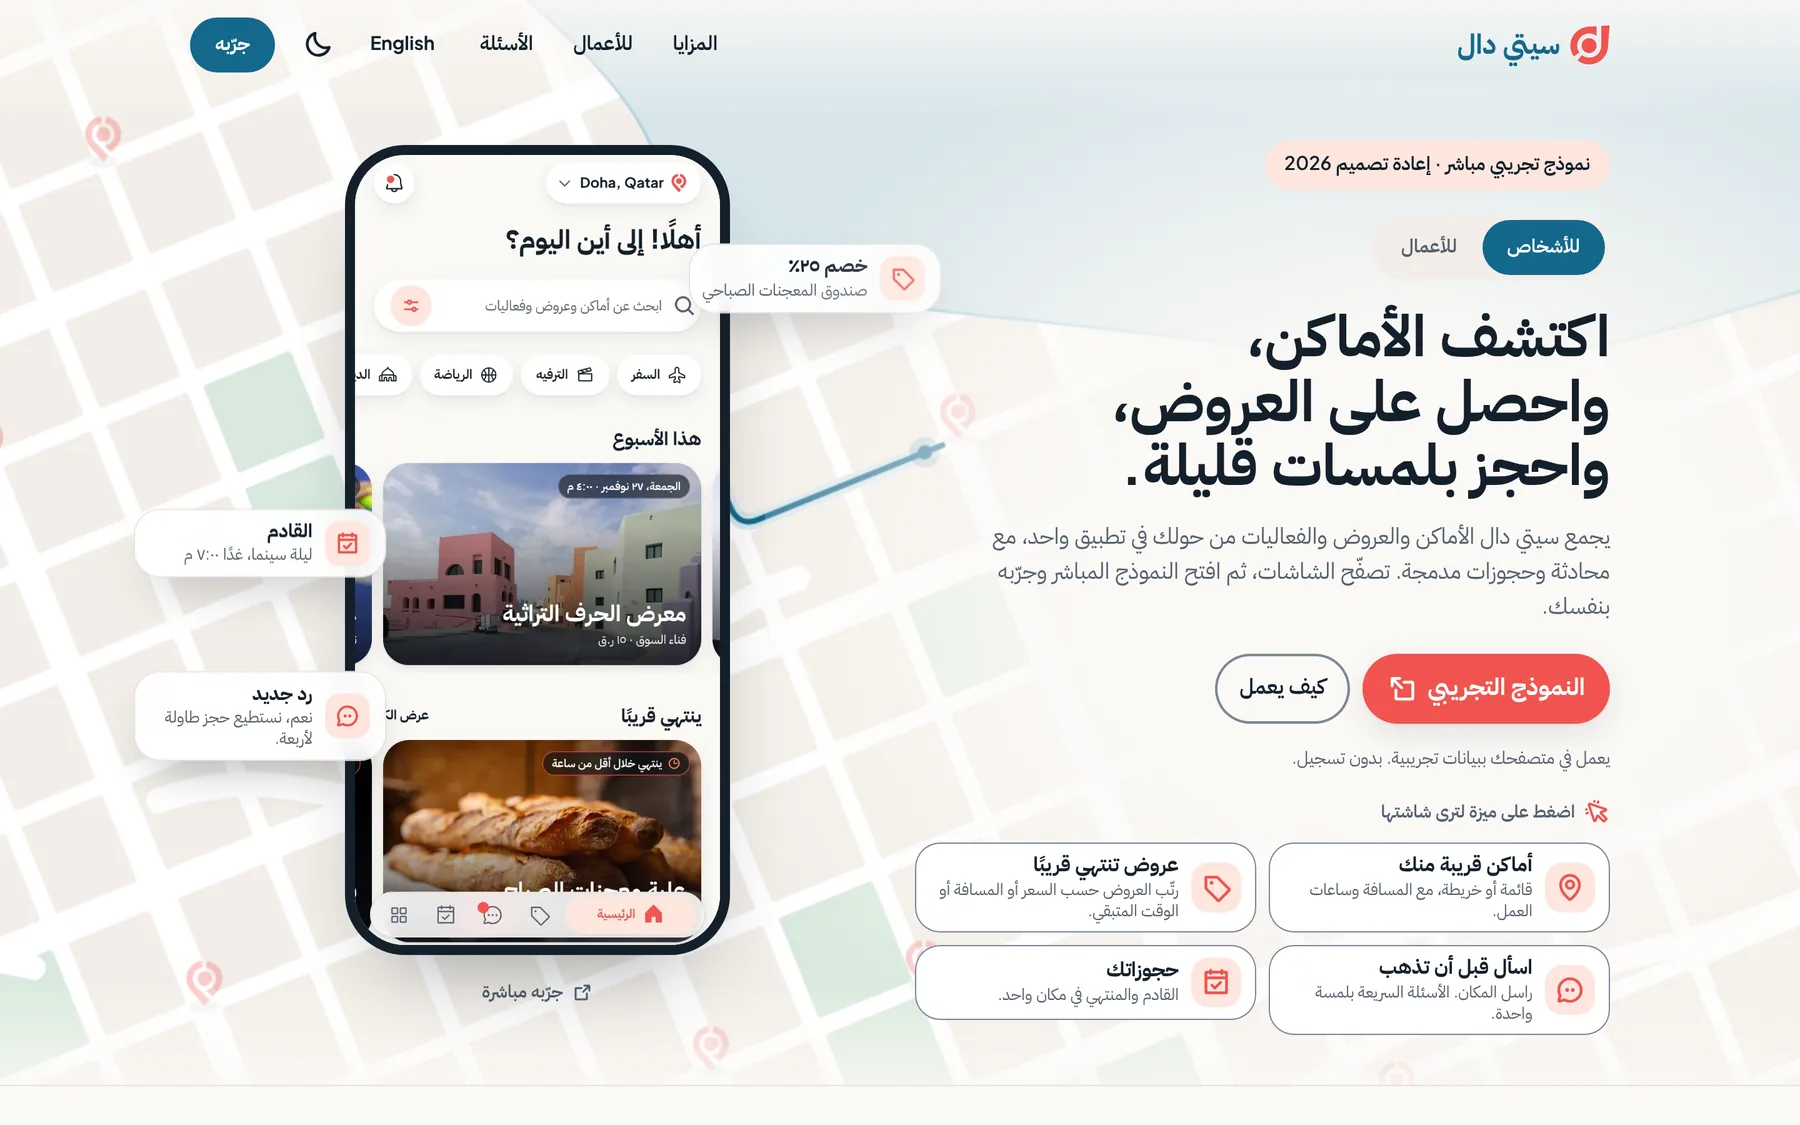 سيتي دال
المزايا
للأعمال
الأسئلة
English
جرّبه
نموذج تجريبي مباشر · إعادة تصميم 2026
للأشخاص
للأعمال
اكتشف الأماكن،
واحصل على العروض،
واحجز بلمسات قليلة.
يجمع سيتي دال الأماكن والعروض والفعاليات من حولك في تطبيق واحد، مع
محادثة وحجوزات مدمجة. تصفّح الشاشات، ثم افتح النموذج المباشر وجرّبه
بنفسك.
النموذج التجريبي
كيف يعمل
يعمل في متصفحك ببيانات تجريبية. بدون تسجيل.
اضغط على ميزة لترى شاشتها
أماكن قريبة منك
قائمة أو خريطة، مع المسافة وساعات
العمل.
عروض تنتهي قريبًا
رتّب العروض حسب السعر أو المسافة أو
الوقت المتبقي.
اسأل قبل أن تذهب
راسل المكان. الأسئلة السريعة بلمسة
واحدة.
حجوزاتك
القادم والمنتهي في مكان واحد.
Doha, Qatar
أهلًا! إلى أين اليوم؟
خصم ٢٥٪
صندوق المعجنات الصباحي
ابحث عن أماكن وعروض وفعاليات
السفر
الترفيه
الرياضة
هذا الأسبوع
الجمعة، ٢٧ نوفمبر · ٤:٠٠ م
معرض الحرف التراثية
فناء السوق · ١٥ ر.ق
القادم
ليلة سينما، غدًا ٧:٠٠ م
رد جديد
نعم، نستطيع حجز طاولة
لأربعة.
ينتهي قريبًا
عرض
ينتهي خلال أقل من ساعة
علبة معجنات الصباح
الرئيسية
جرّبه مباشرة